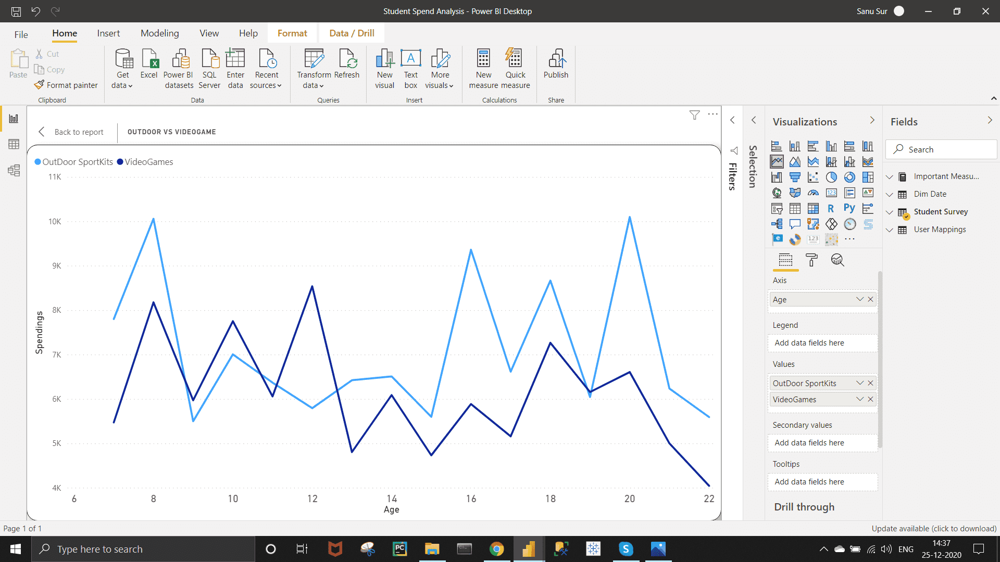 Student Spend Analysis - Power BI Desktop
Sanu Sur
File Home Insert Modeling View Help Format Data / Drill
Paste
Cut
Copy
Format painter
Clipboard
Get data
Excel
Power BI datasets
SQL Server
Enter data
Recent sources
Data
Transform data
Refresh
Queries
New visual
Text box
More visuals
Insert
New measure
Quick measure
Calculations
Publish
Share
Back to report
OUTDOOR VS VIDEOGAME
OutDoor SportKits VideoGames
11K
10K
9K
8K
7K
6K
5K
4K
Spendings
6 8 10 12 14 16 18 20 22
Age
Filters
Selection
Visualizations
123
R
Py
123
Axis
Age
Legend
Add data fields here
Values
OutDoor SportKits
VideoGames
Secondary values
Add data fields here
Tooltips
Add data fields here
Drill through
Fields
Search
Important Measu...
Dim Date
Student Survey
User Mappings
Page 1 of 1
Update available (click to download)
Type here to search
PC
ENG
14:37
25-12-2020